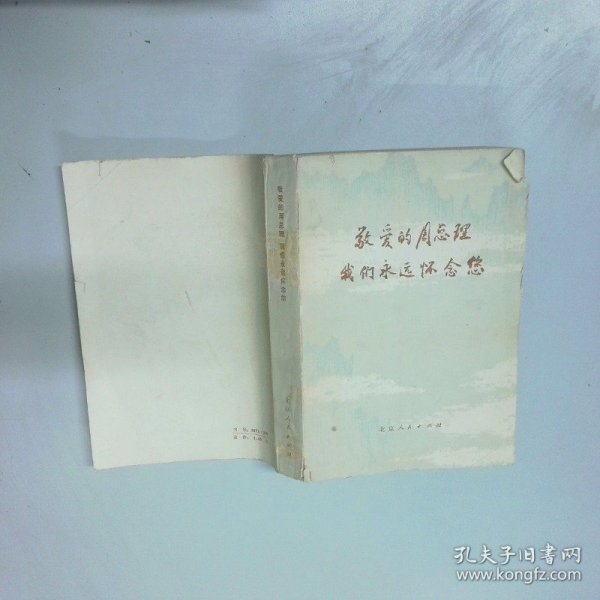 敬爱的周总理
我们永远怀念您
北京人民出版社
敬爱的周总理 我们永远怀念您
孔夫子旧书网
www.kongfz.com